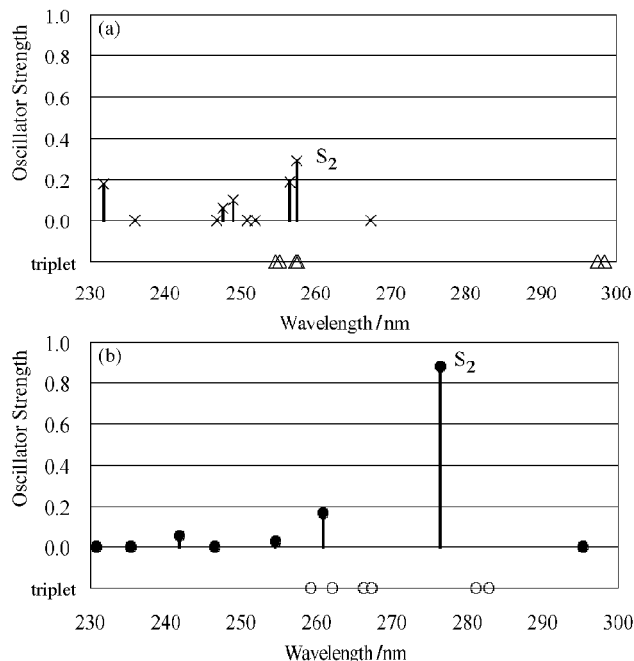 (a)
1.0
0.8
0.6
0.4
0.2
0.0
triplet
Oscillator Strength
S2
230 240 250 260 270 280 290 300
Wavelength /nm
(b)
1.0
0.8
0.6
0.4
0.2
0.0
triplet
Oscillator Strength
S2
230 240 250 260 270 280 290 300
Wavelength /nm